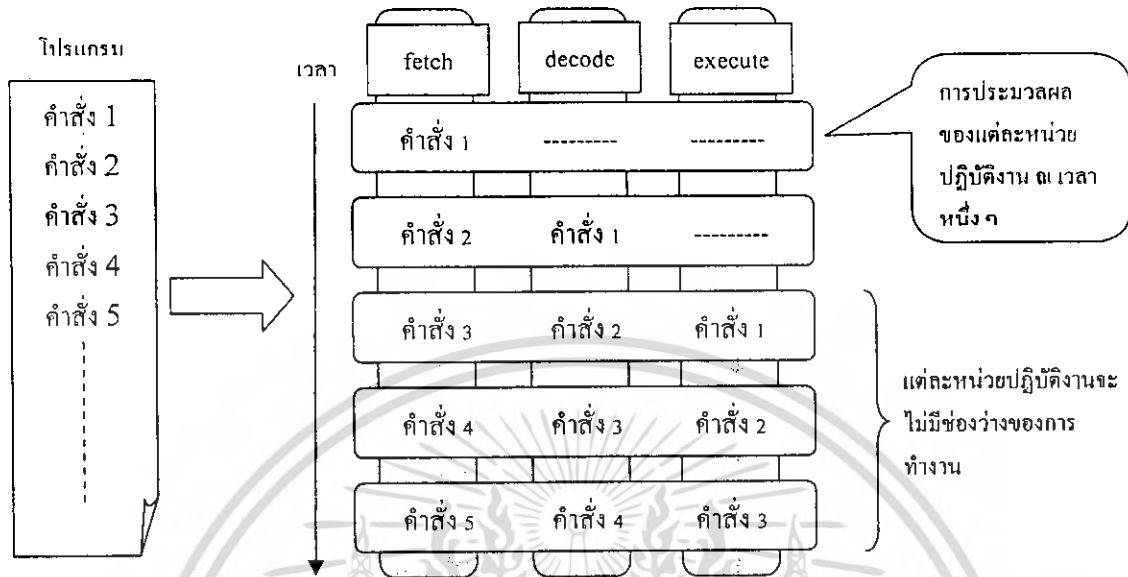 โปรแกรม
คำสั่ง 1
คำสั่ง 2
คำสั่ง 3
คำสั่ง 4
คำสั่ง 5
เวลา
fetch decode execute
คำสั่ง 1 --------- ---------
คำสั่ง 2 คำสั่ง 1 ---------
คำสั่ง 3 คำสั่ง 2 คำสั่ง 1
คำสั่ง 4 คำสั่ง 3 คำสั่ง 2
คำสั่ง 5 คำสั่ง 4 คำสั่ง 3
การประมวลผล
ของแต่ละหน่วย
ปฏิบัติงาน ณ เวลา
หนึ่ง ๆ
แต่ละหน่วยปฏิบัติงานจะ
ไม่มีช่องว่างของการ
ทำงาน